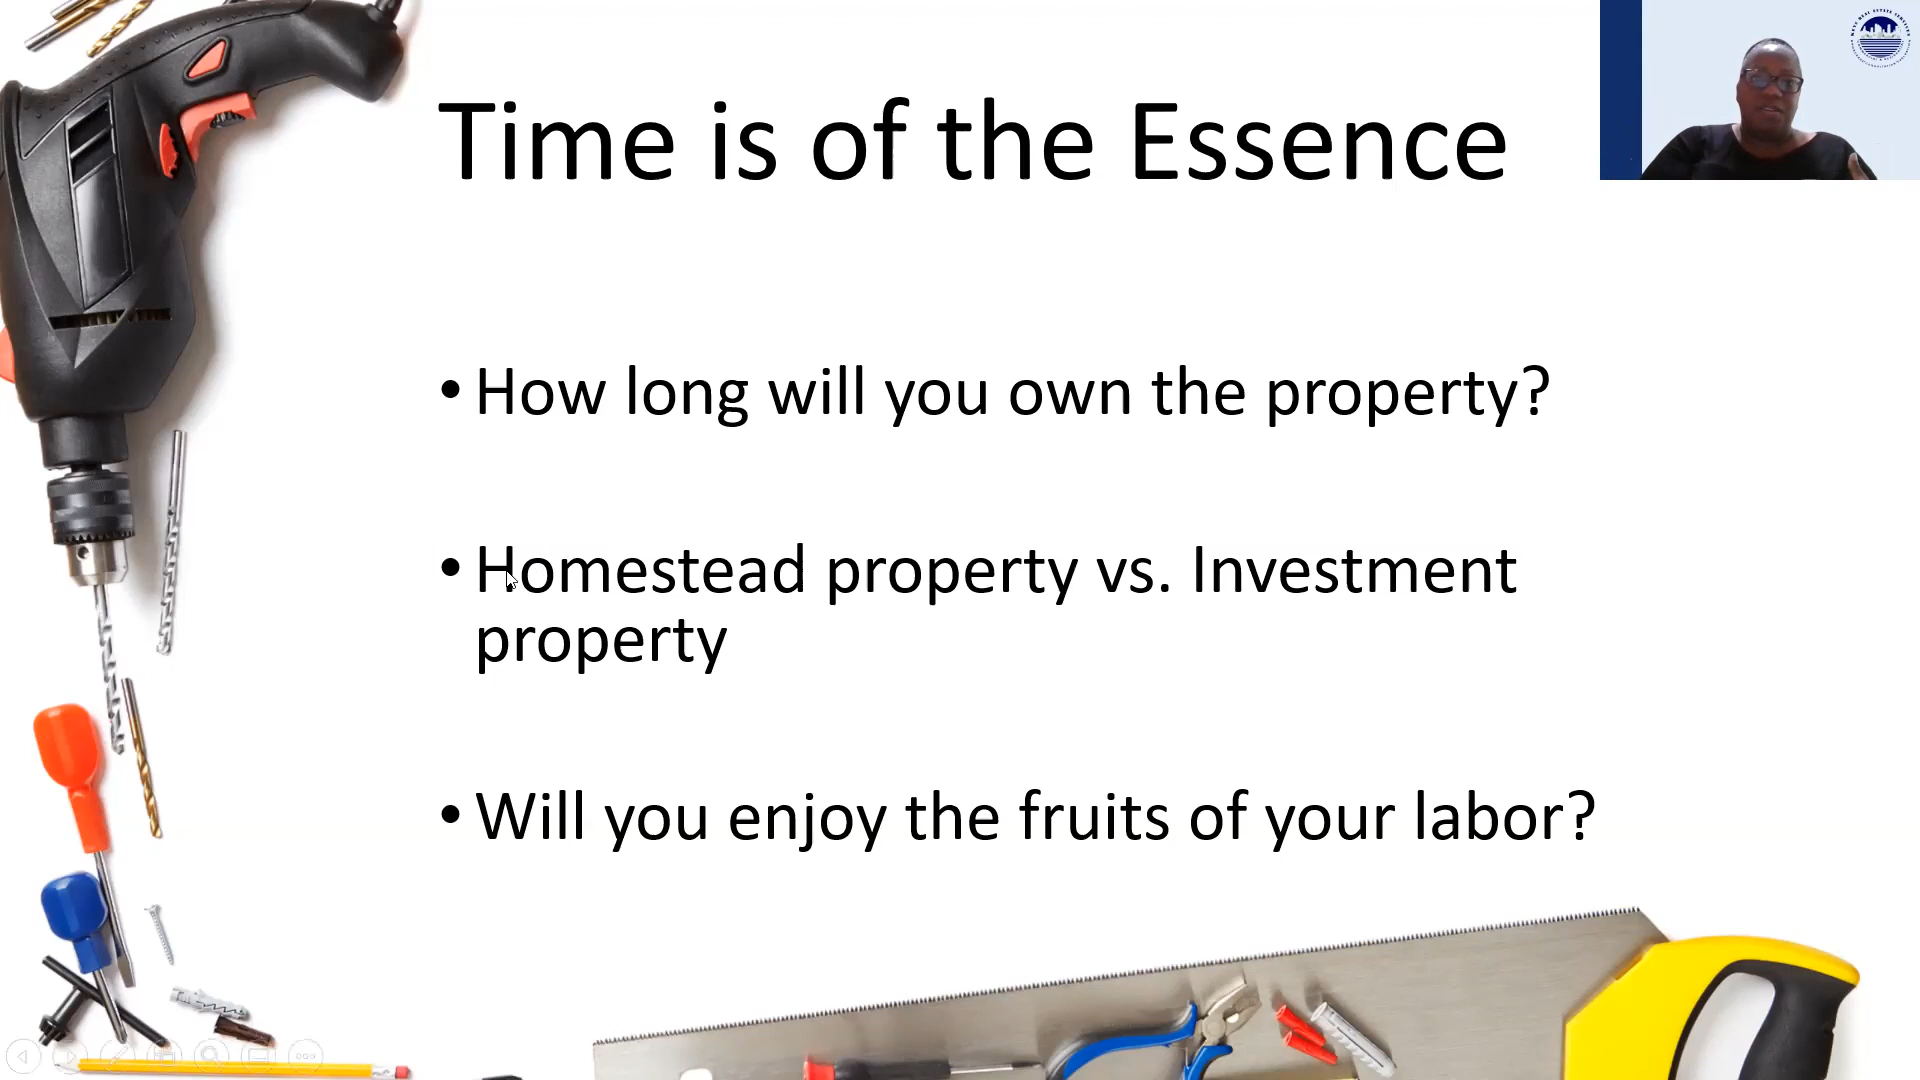 Time is of the Essence
• How long will you own the property?
• Homestead property vs. Investment
property
• Will you enjoy the fruits of your labor?